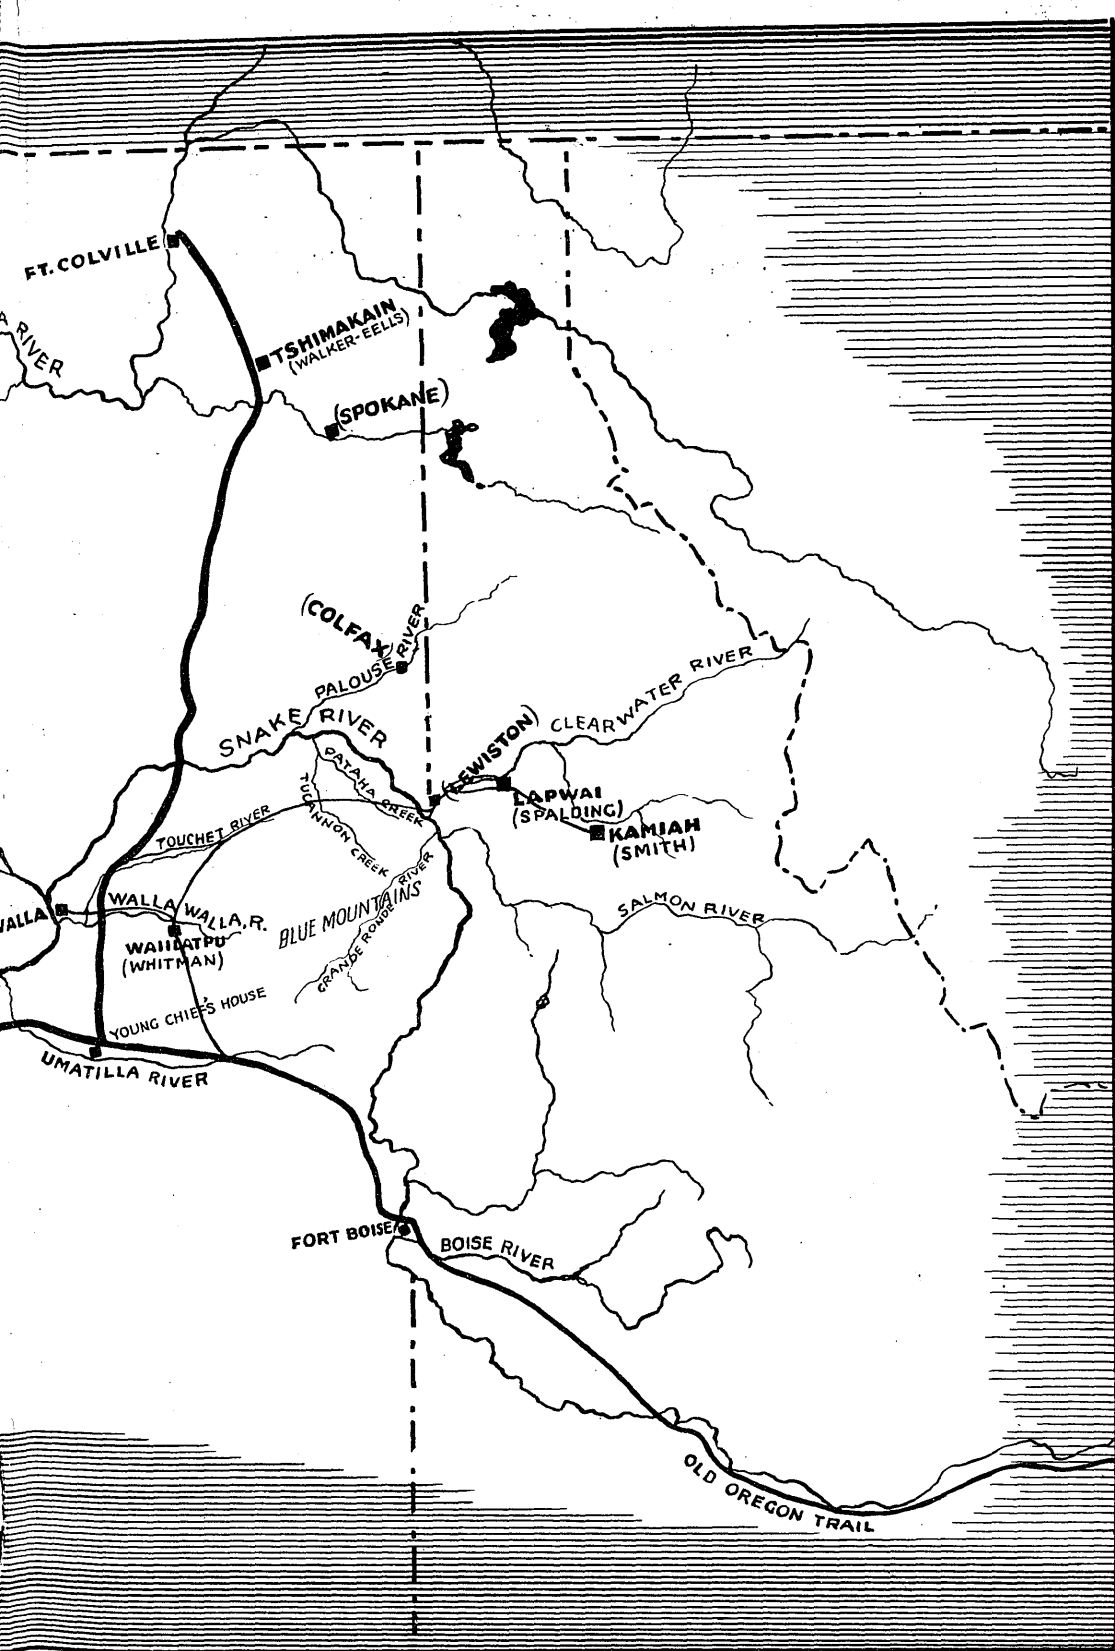 FT. COLVILLE
A RIVER
TSHIMAKAIN
(WALKER-EELLS)
(SPOKANE)
(COLFAX)
PALOUSE RIVER
SNAKE RIVER
CLEARWATER RIVER
(LEWISTON)
PATAHA CREEK
TUCANNON CREEK
LAPWAI
(SPALDING)
KAMIAH
(SMITH)
TOUCHET RIVER
WALLA
WALLA WALLA. R.
WAIILATPU
(WHITMAN)
BLUE MOUNTAINS
GRANDE RONDE RIVER
SALMON RIVER
YOUNG CHIEF'S HOUSE
UMATILLA RIVER
FORT BOISE
BOISE RIVER
OLD OREGON TRAIL